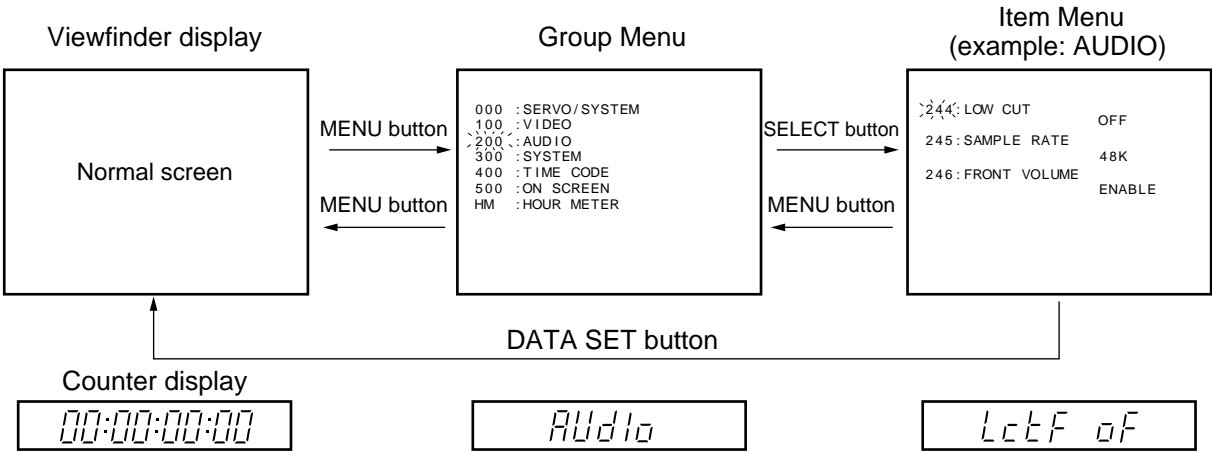 Viewfinder display
Group Menu
Item Menu
(example: AUDIO)
Normal screen
MENU button
MENU button
000 :SERVO/SYSTEM
100 :VIDEO
200 :AUDIO
300 :SYSTEM
400 :TIME CODE
500 :ON SCREEN
HM :HOUR METER
SELECT button
MENU button
244:LOW CUT
OFF
245:SAMPLE RATE
48K
246:FRONT VOLUME
ENABLE
DATA SET button
Counter display
00:00:00:00
AUdIo
LctF oF